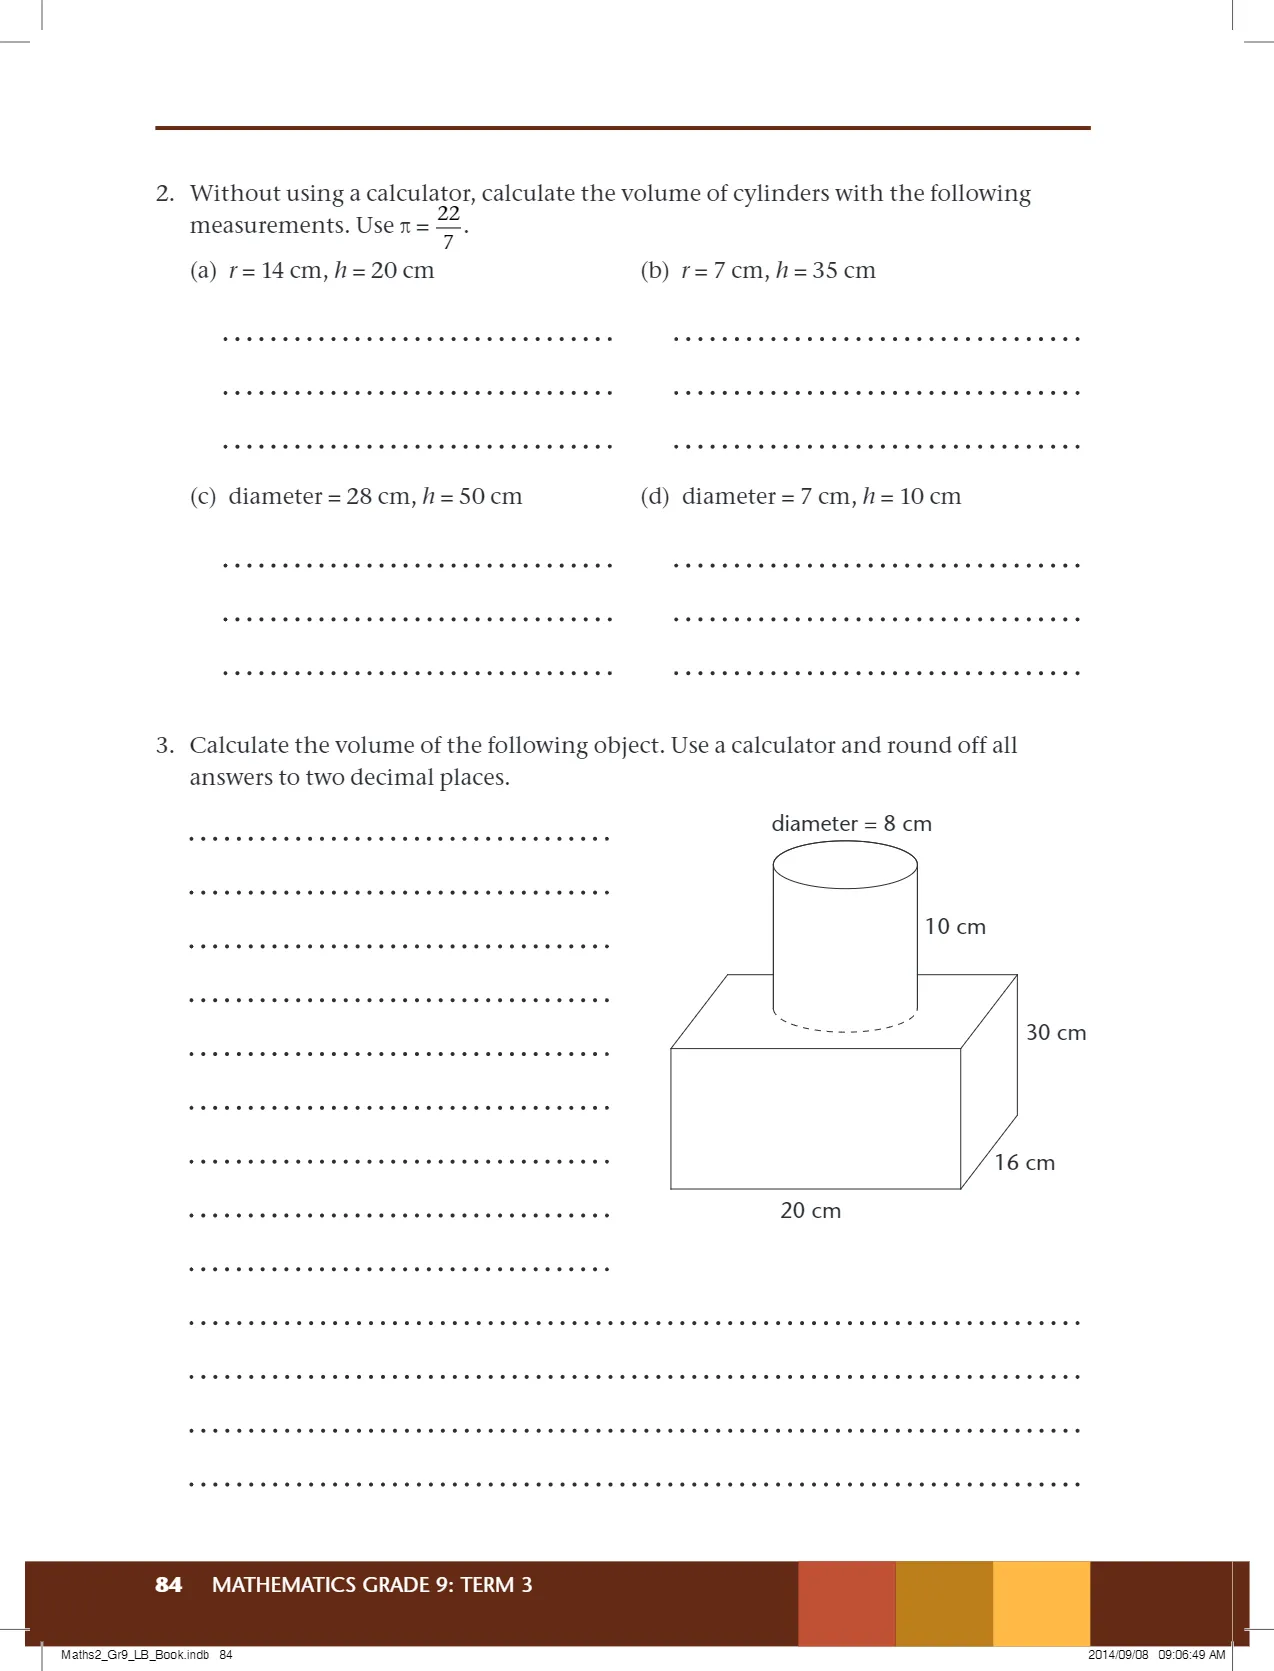 2. Without using a calculator, calculate the volume of cylinders with the following
measurements. Use π = 22/7.
(a) r = 14 cm, h = 20 cm
(b) r = 7 cm, h = 35 cm
(c) diameter = 28 cm, h = 50 cm
(d) diameter = 7 cm, h = 10 cm
3. Calculate the volume of the following object. Use a calculator and round off all
answers to two decimal places.
diameter = 8 cm
10 cm
30 cm
16 cm
20 cm
84 MATHEMATICS GRADE 9: TERM 3
Maths2_Gr9_LB_Book.indb 84
2014/09/08 09:06:49 AM